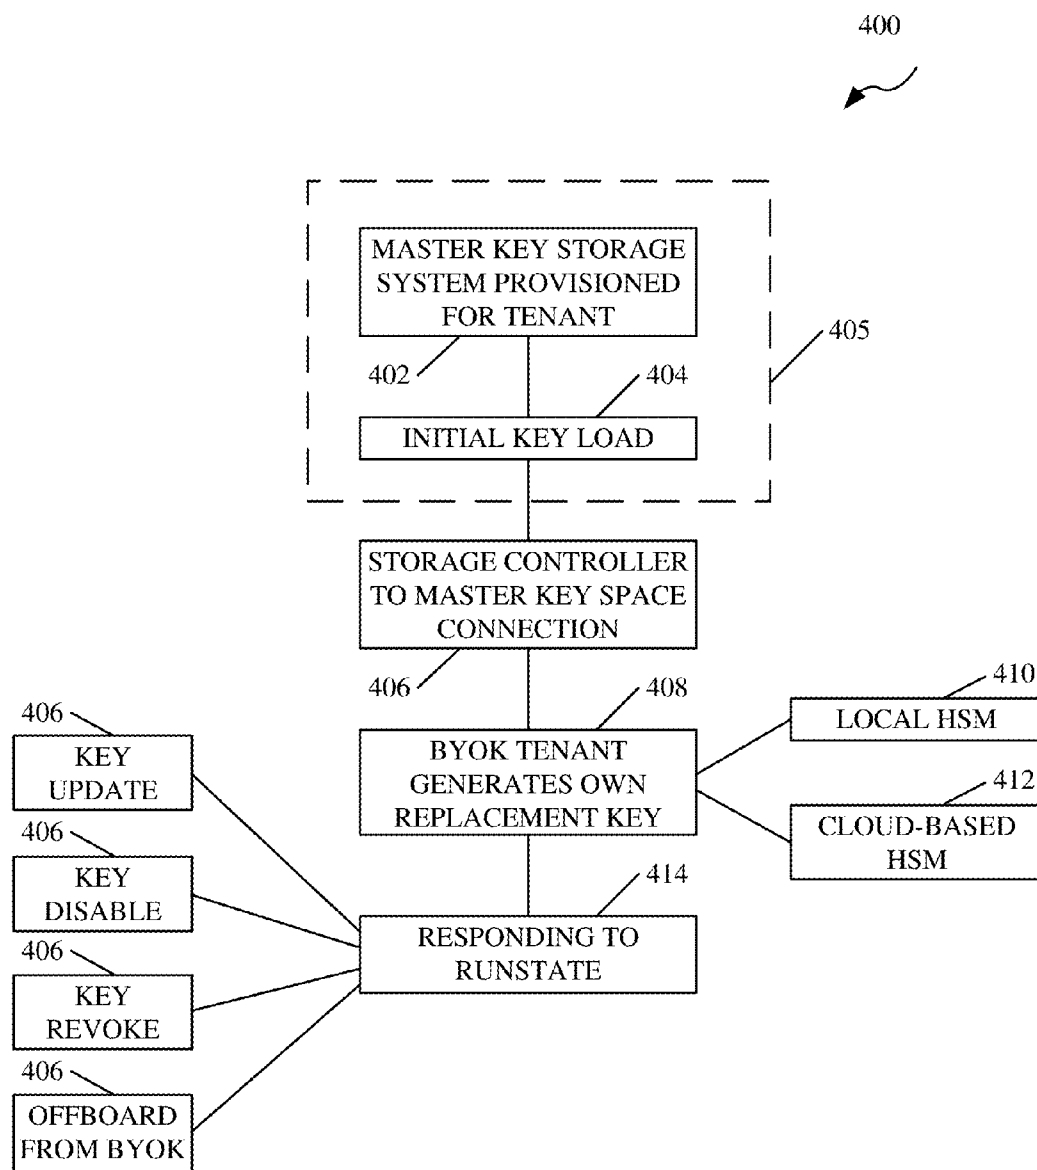 400
MASTER KEY STORAGE
SYSTEM PROVISIONED
FOR TENANT
405
402
404
INITIAL KEY LOAD
STORAGE CONTROLLER
TO MASTER KEY SPACE
CONNECTION
406
408
410
LOCAL HSM
406
KEY
UPDATE
BYOK TENANT
GENERATES OWN
REPLACEMENT KEY
412
CLOUD-BASED
HSM
406
KEY
DISABLE
414
RESPONDING TO
RUNSTATE
406
KEY
REVOKE
406
OFFBOARD
FROM BYOK